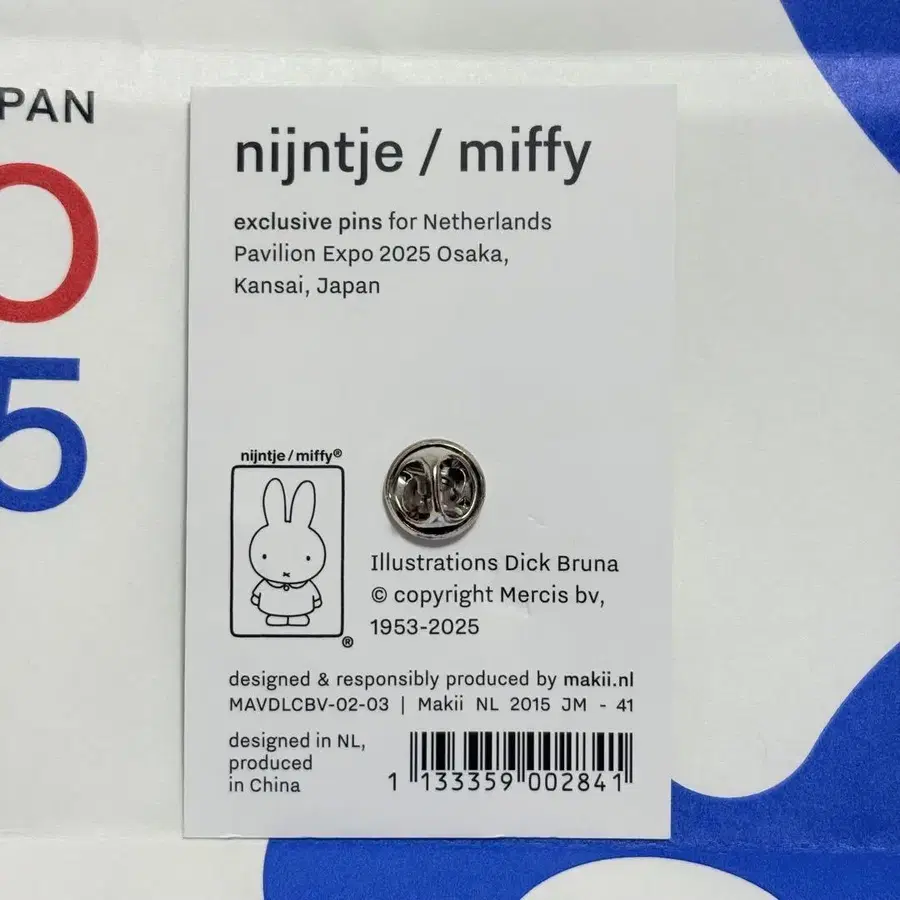 PAN
0
5
nijntje / miffy
exclusive pins for Netherlands
Pavilion Expo 2025 Osaka,
Kansai, Japan
nijntje / miffy®
®
Illustrations Dick Bruna
© copyright Mercis bv,
1953-2025
designed & responsibly produced by makii.nl
MAVDLCBV-02-03 | Makii NL 2015 JM - 41
designed in NL,
produced
in China
1 133359 002841